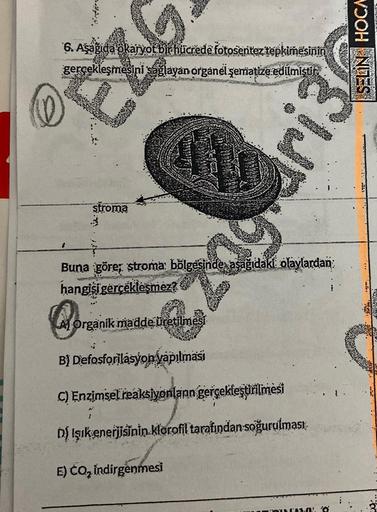 6. Aşağıda ökaryot bir hücrede fotosentez tepkimesinin
gerçekleşmesini sağlayan organel şematize edilmiştir.
stroma
Buna göre; stroma bölgesinde aşağıdaki olaylardan
hangisi gerçekleşmez?
A) Organik madde üretilmesi
B) Defosforilasyon yapılması
C) Enzimsel reaksiyonların gerçekleştirilmesi
D) Işık enerjisinin klorofil tarafından soğurulması
E) CO₂ indirgenmesi
SELİN HOCA